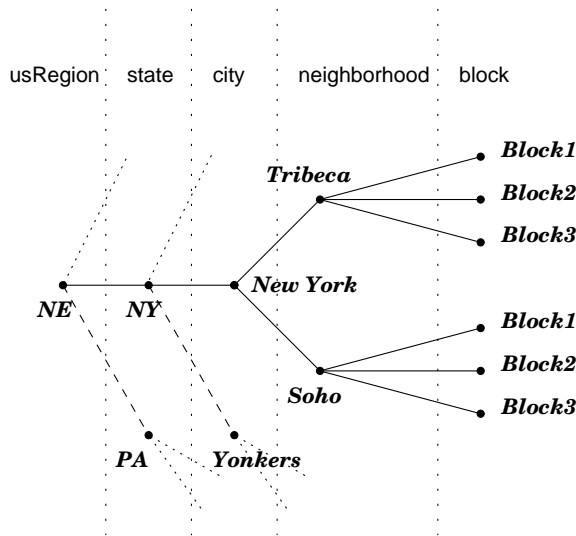 usRegion state city neighborhood block
Block1
Tribeca
Block2
Block3
New York
NE NY
Block1
Block2
Soho
Block3
PA Yonkers